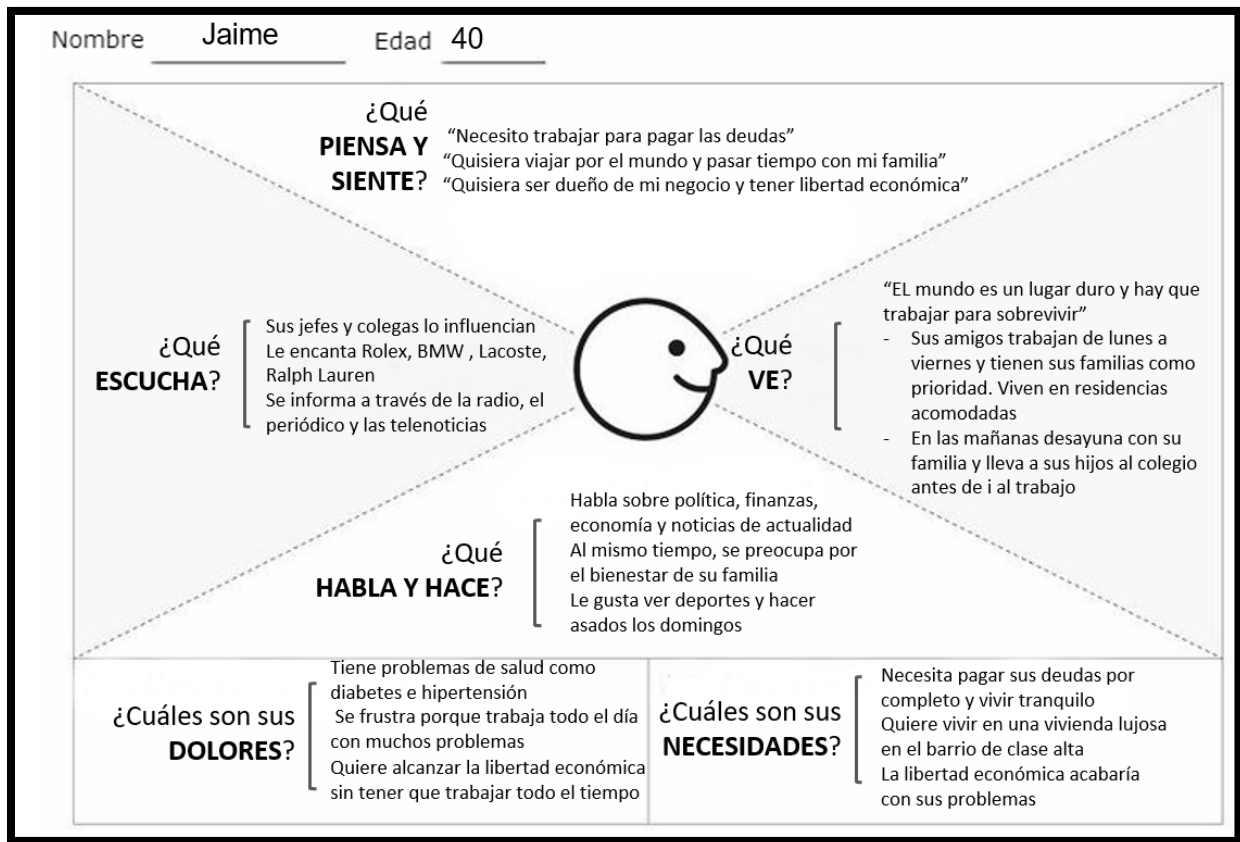 Nombre Jaime Edad 40
¿Qué
PIENSA Y
SIENTE?
“Necesito trabajar para pagar las deudas”
“Quisiera viajar por el mundo y pasar tiempo con mi familia”
“Quisiera ser dueño de mi negocio y tener libertad económica”
¿Qué
ESCUCHA?
Sus jefes y colegas lo influencian
Le encanta Rolex, BMW , Lacoste,
Ralph Lauren
Se informa a través de la radio, el
periódico y las telenoticias
¿Qué
VE?
“EL mundo es un lugar duro y hay que
trabajar para sobrevivir”
- Sus amigos trabajan de lunes a
viernes y tienen sus familias como
prioridad. Viven en residencias
acomodadas
- En las mañanas desayuna con su
familia y lleva a sus hijos al colegio
antes de i al trabajo
¿Qué
HABLA Y HACE?
Habla sobre política, finanzas,
economía y noticias de actualidad
Al mismo tiempo, se preocupa por
el bienestar de su familia
Le gusta ver deportes y hacer
asados los domingos
¿Cuáles son sus
DOLORES?
Tiene problemas de salud como
diabetes e hipertensión
Se frustra porque trabaja todo el día
con muchos problemas
Quiere alcanzar la libertad económica
sin tener que trabajar todo el tiempo
¿Cuáles son sus
NECESIDADES?
Necesita pagar sus deudas por
completo y vivir tranquilo
Quiere vivir en una vivienda lujosa
en el barrio de clase alta
La libertad económica acabaría
con sus problemas